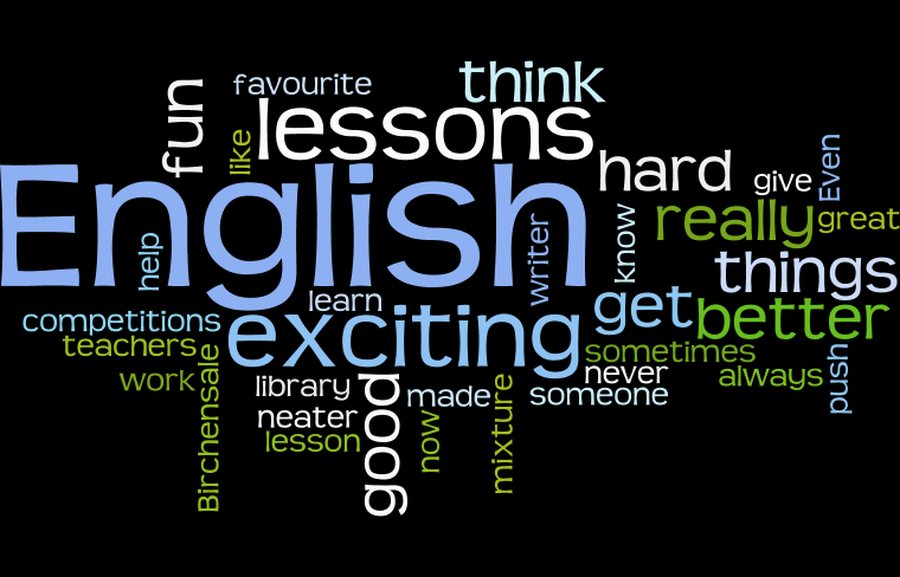 favourite
think
fun
like
lessons
hard
give
Even
English
writer
know
really
great
help
things
learn
get
better
competitions
exciting
teachers
sometimes
work
Birchensale
library
never
always
push
made
someone
neater
good
now
mixture
lesson